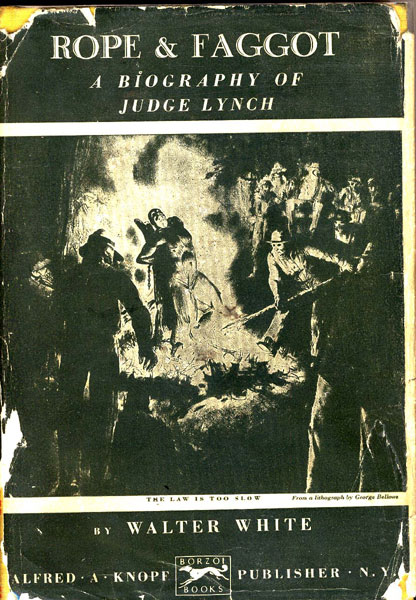 ROPE & FAGGOT
A BIOGRAPHY OF
JUDGE LYNCH
THE LAW IS TOO SLOW
From a lithograph by George Bellows
BY WALTER WHITE
BORZOI
BOOKS
ALFRED · A · KNOPF PUBLISHER · N. Y.